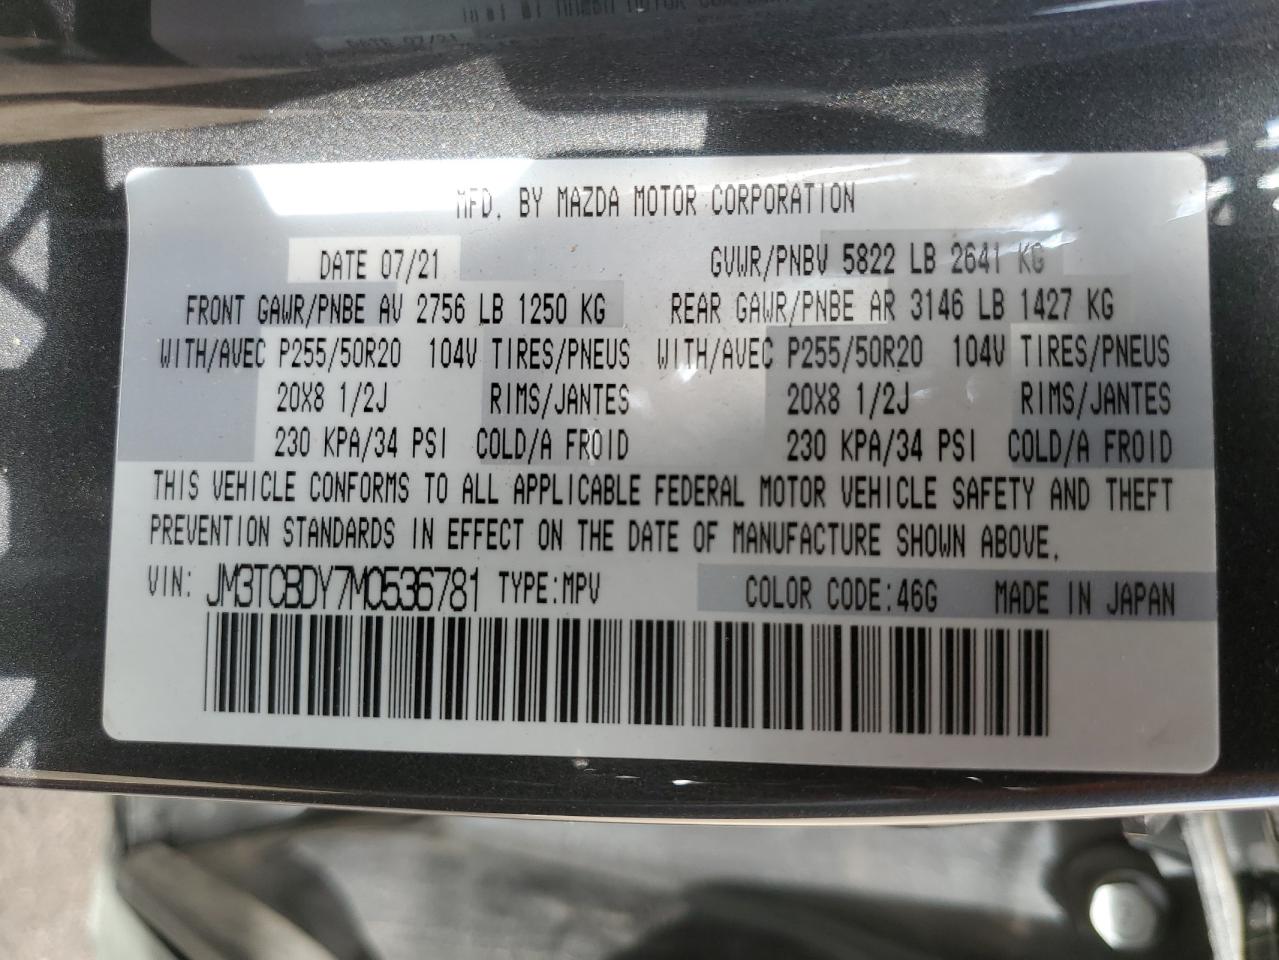 MFD. BY MAZDA MOTOR CORPORATION
DATE 07/21 GVWR/PNBV 5822 LB 2641 KG
FRONT GAWR/PNBE AV 2756 LB 1250 KG REAR GAWR/PNBE AR 3146 LB 1427 KG
WITH/AVEC P255/50R20 104V TIRES/PNEUS WITH/AVEC P255/50R20 104V TIRES/PNEUS
20X8 1/2J RIMS/JANTES 20X8 1/2J RIMS/JANTES
230 KPA/34 PSI COLD/A FROID 230 KPA/34 PSI COLD/A FROID
THIS VEHICLE CONFORMS TO ALL APPLICABLE FEDERAL MOTOR VEHICLE SAFETY AND THEFT
PREVENTION STANDARDS IN EFFECT ON THE DATE OF MANUFACTURE SHOWN ABOVE.
VIN: JM3TCBDY7M0536781 TYPE:MPV COLOR CODE:46G MADE IN JAPAN